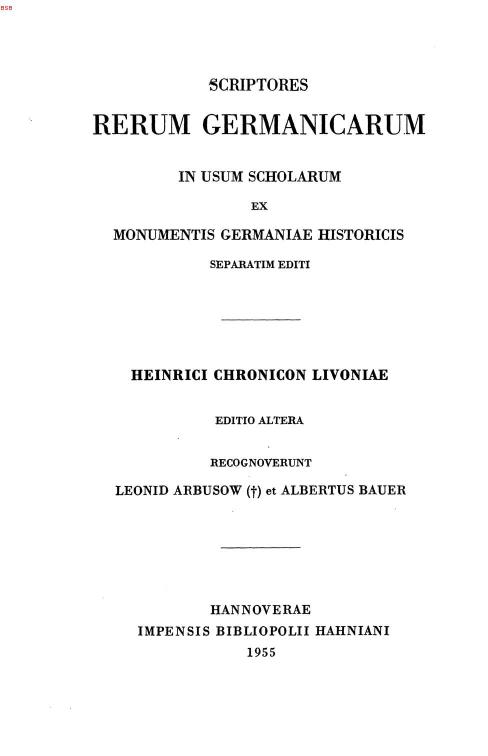 BSB
SCRIPTORES
RERUM GERMANICARUM
IN USUM SCHOLARUM
EX
MONUMENTIS GERMANIAE HISTORICIS
SEPARATIM EDITI
HEINRICI CHRONICON LIVONIAE
EDITIO ALTERA
RECOGNOVERUNT
LEONID ARBUSOW (†) et ALBERTUS BAUER
HANNOVERAE
IMPENSIS BIBLIOPOLII HAHNIANI
1955